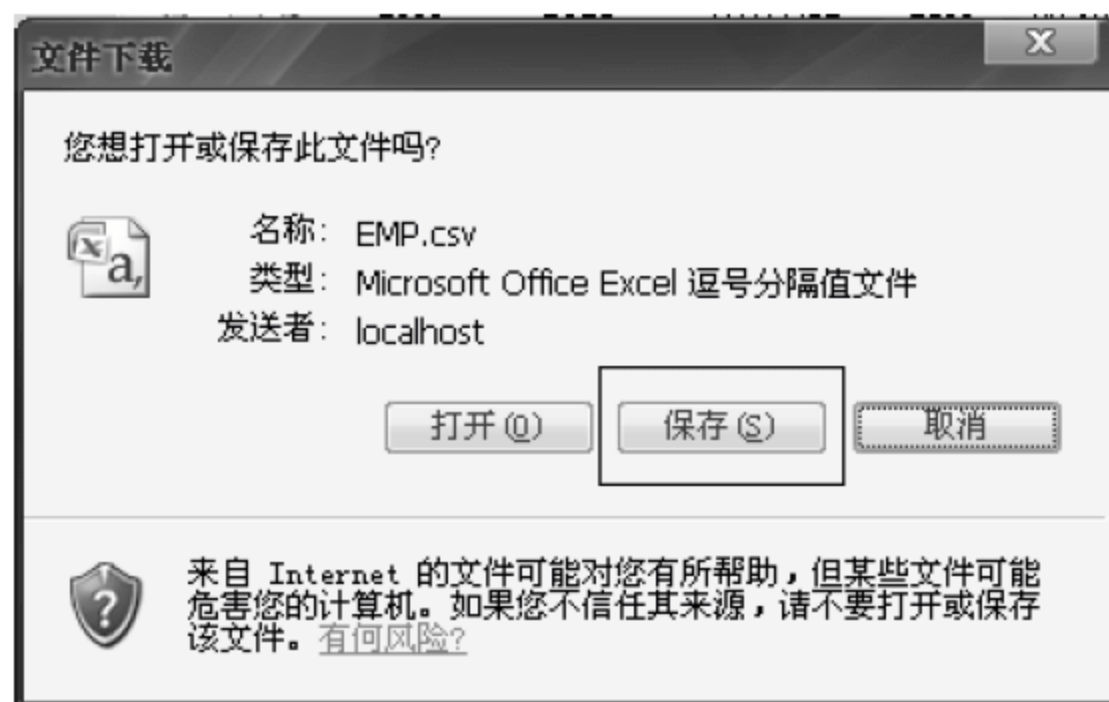 文件下载
您想打开或保存此文件吗?
名称: EMP.csv
类型: Microsoft Office Excel 逗号分隔值文件
发送者: localhost
打开(O) 保存(S) 取消
来自 Internet 的文件可能对您有所帮助，但某些文件可能
危害您的计算机。如果您不信任其来源，请不要打开或保存
该文件。有何风险?